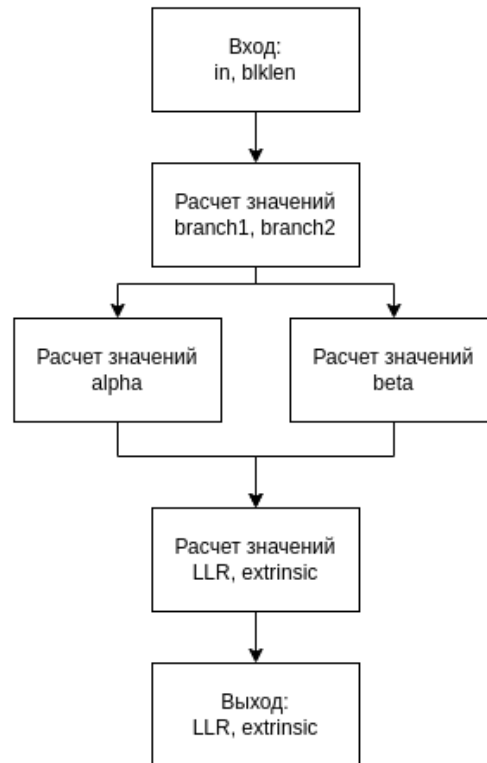 Вход:
in, blklen
Расчет значений
branch1, branch2
Расчет значений
alpha
Расчет значений
beta
Расчет значений
LLR, extrinsic
Выход:
LLR, extrinsic